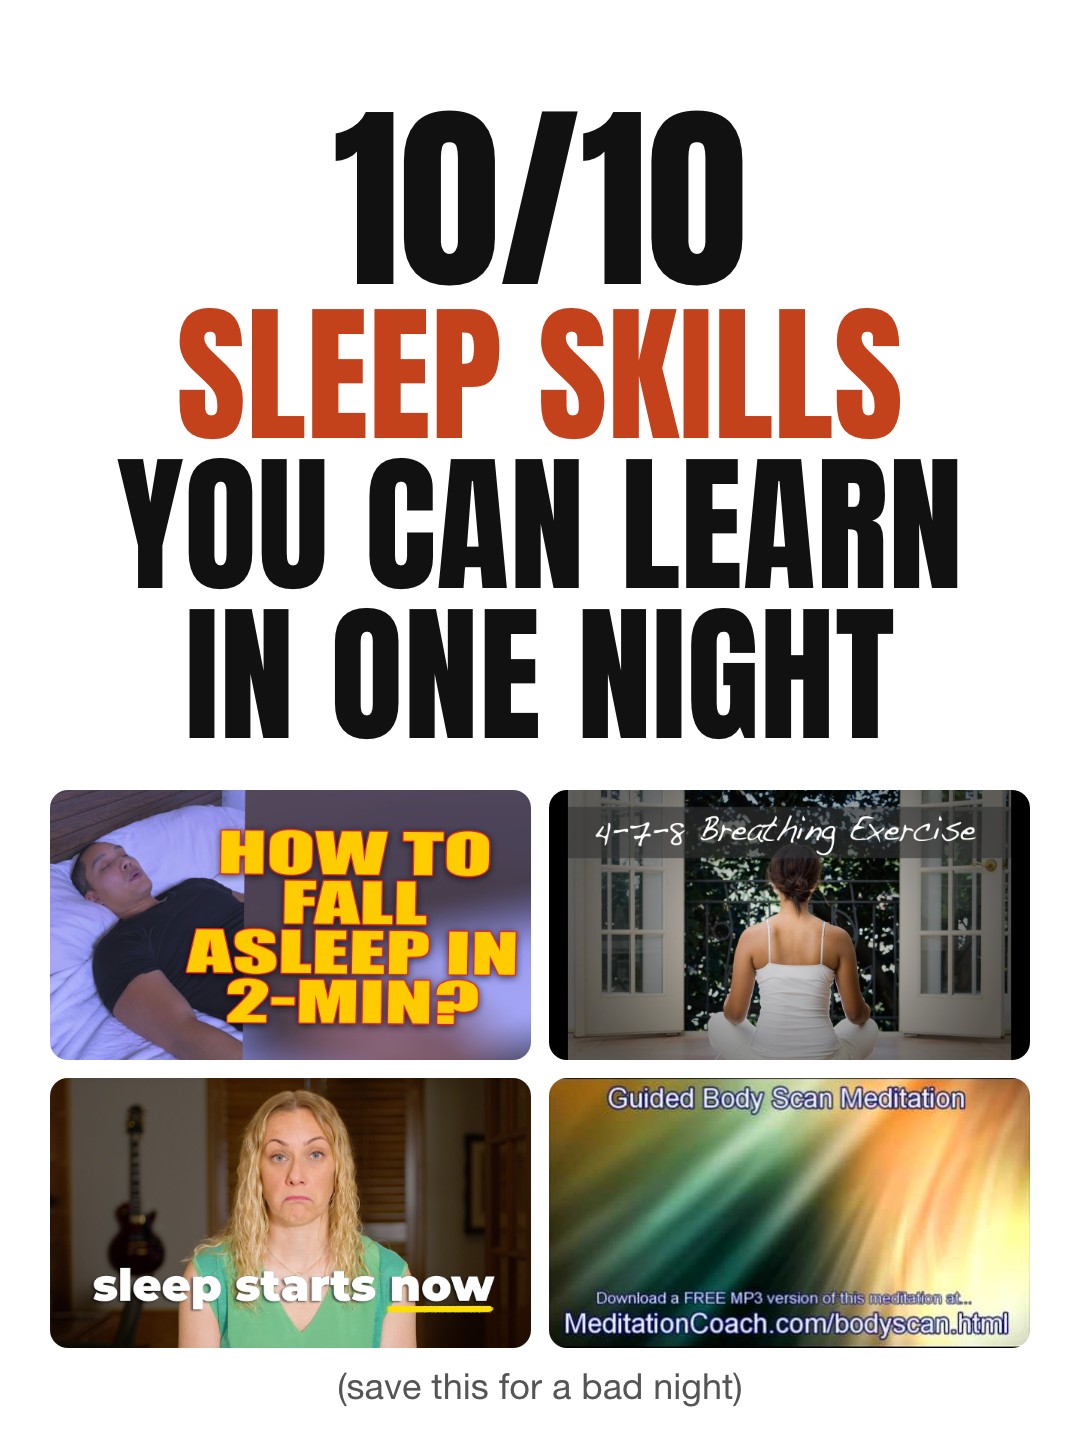 10/10
SLEEP SKILLS
YOU CAN LEARN
IN ONE NIGHT
HOW TO
FALL
ASLEEP IN
2-MIN?
4-7-8 Breathing Exercise
sleep starts now
Guided Body Scan Meditation
Download a FREE MP3 version of this meditation at...
MeditationCoach.com/bodyscan.html
(save this for a bad night)